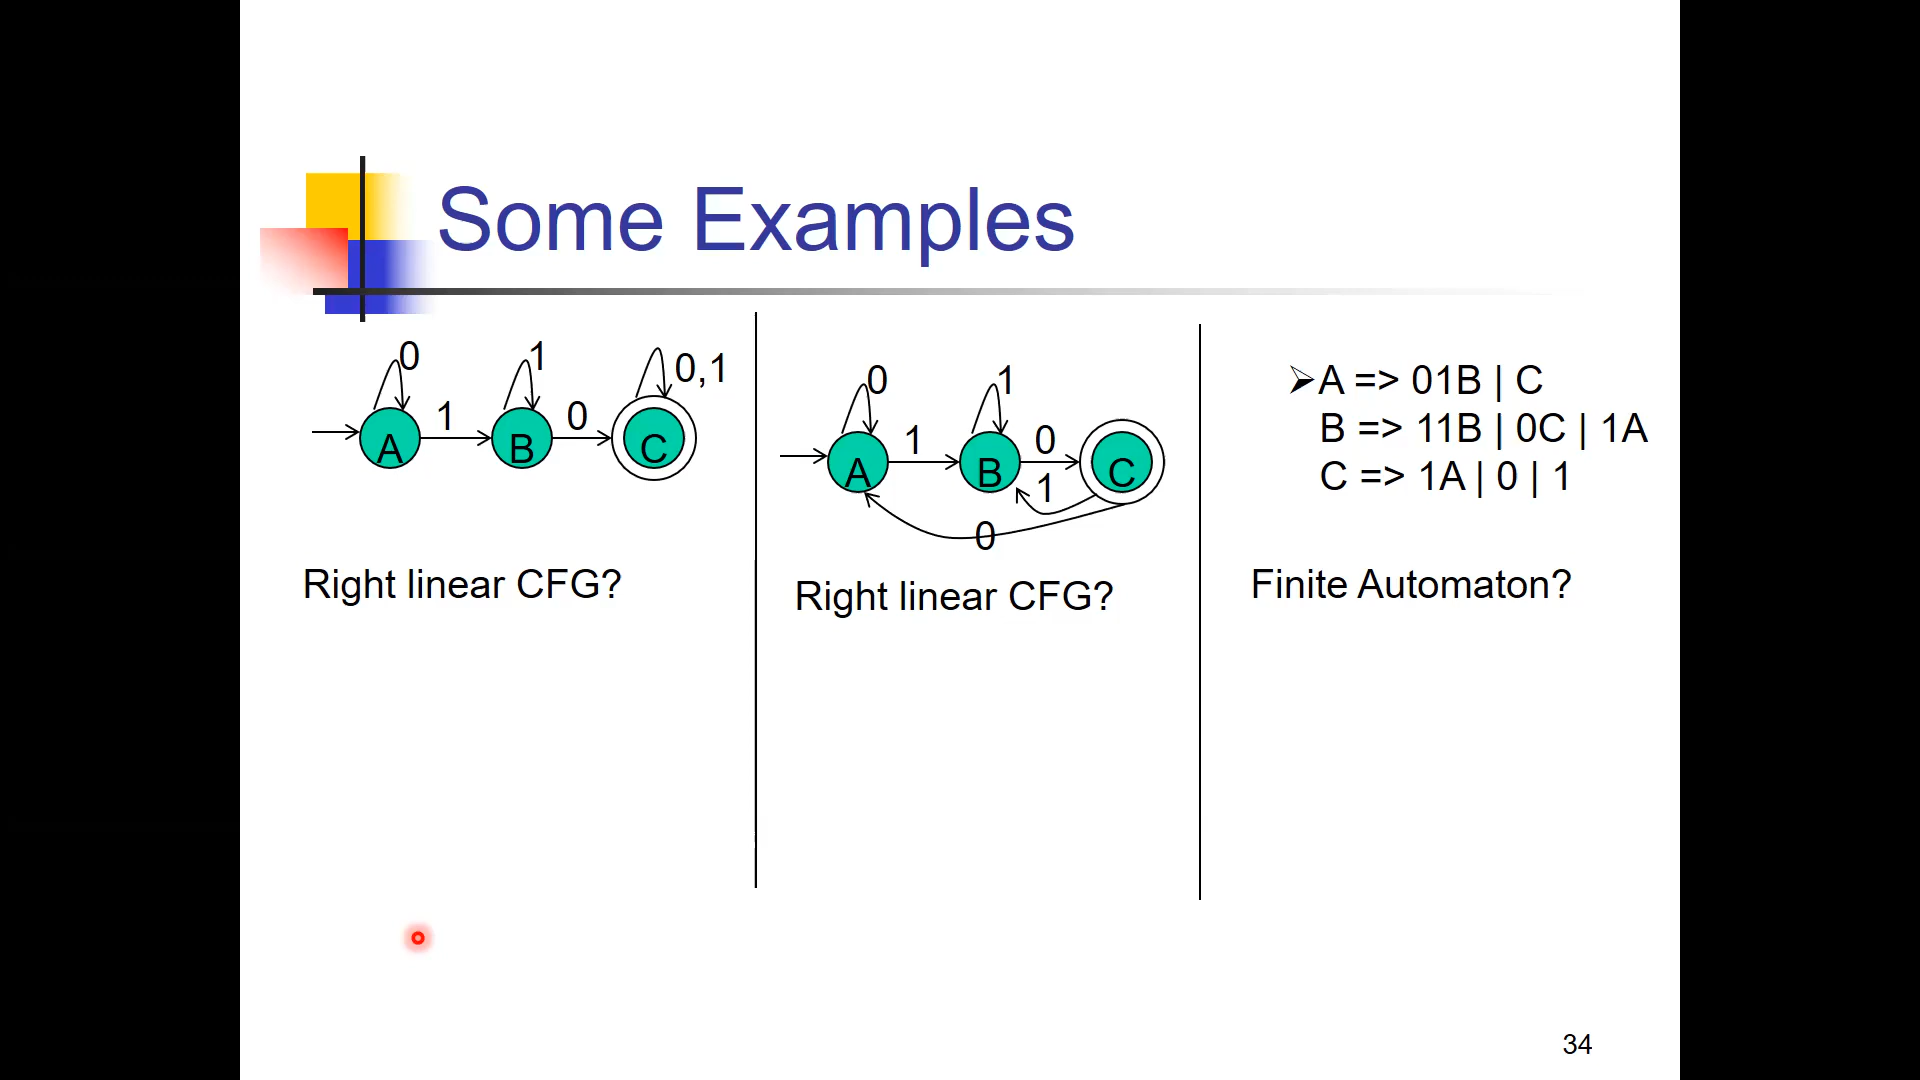 Some Examples
0
1
0,1
1
0
A
B
C
Right linear CFG?
0
1
1
0
A
B
C
1
0
Right linear CFG?
➢A => 01B | C
B => 11B | 0C | 1A
C => 1A | 0 | 1
Finite Automaton?
34